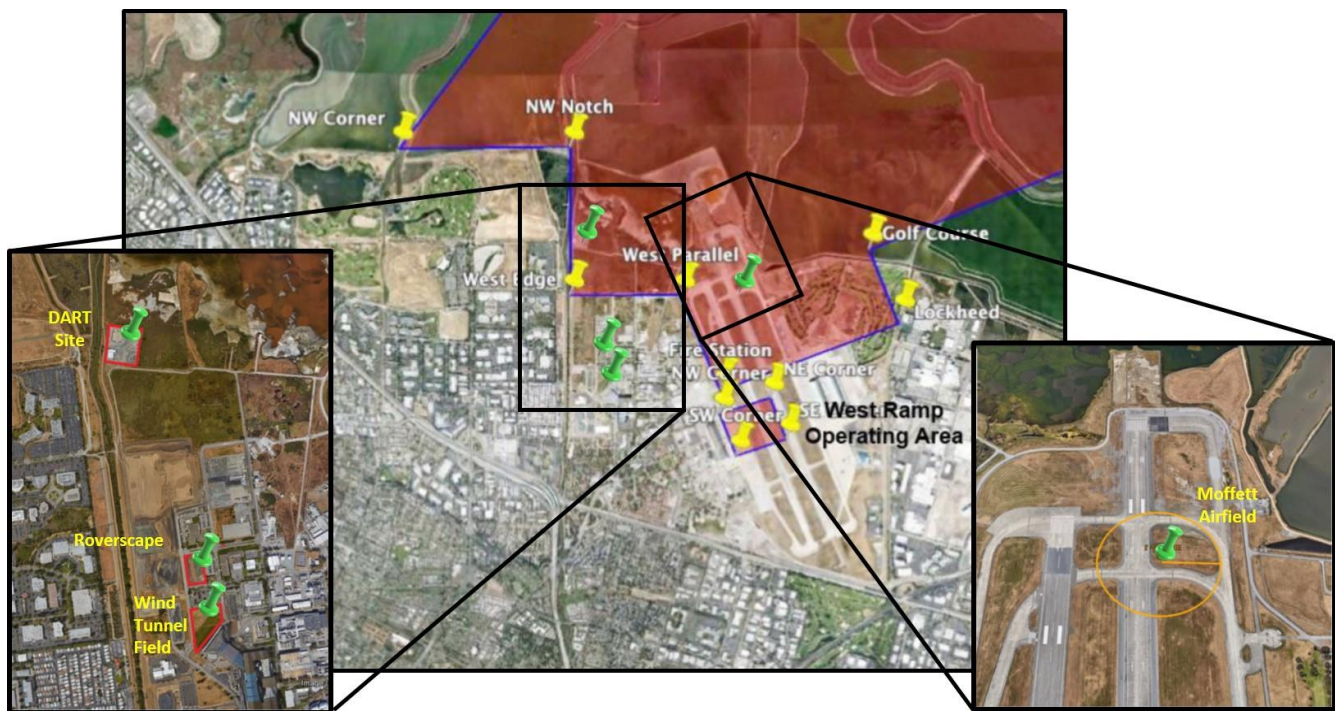 NW Corner
NW Notch
Golf Course
West Parallel
West Edge
Lockheed
Fire Station
NW Corner
NE Corner
SW Corner
SE
West Ramp
Operating Area
DART
Site
Roverscape
Wind
Tunnel
Field
Moffett
Airfield